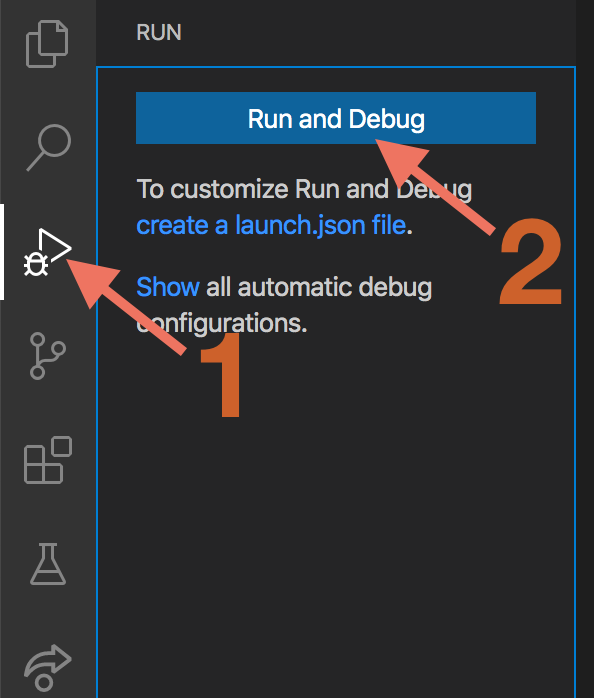 RUN
Run and Debug
To customize Run and Debug
create a launch.json file.
Show all automatic debug
configurations.
1
2